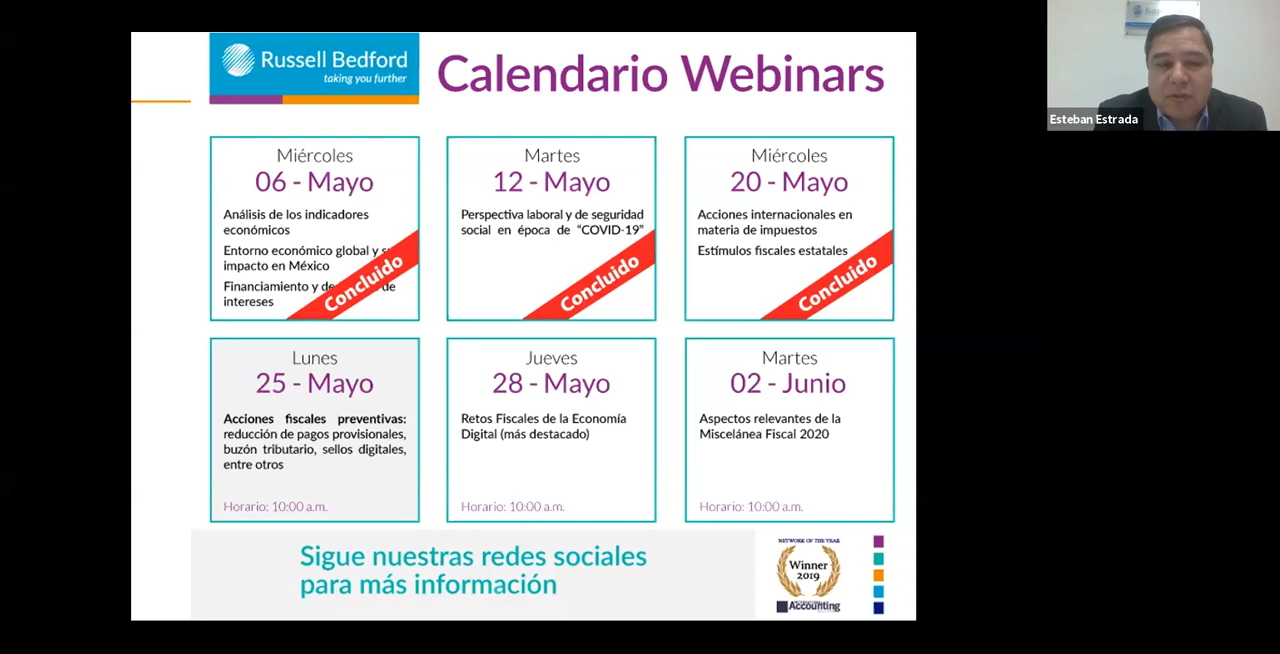 Russell Bedford
taking you further
Calendario Webinars
Esteban Estrada
Miércoles
06 - Mayo
Análisis de los indicadores
económicos
Entorno económico global y
impacto en México
Financiamiento y de
intereses
Concluido
Martes
12 - Mayo
Perspectiva laboral y de seguridad
social en época de "COVID-19"
Concluido
Miércoles
20 - Mayo
Acciones internacionales en
materia de impuestos
Estímulos fiscales estatales
Concluido
Lunes
25 - Mayo
Acciones fiscales preventivas:
reducción de pagos provisionales,
buzón tributario, sellos digitales,
entre otros
Horario: 10:00 a.m.
Jueves
28 - Mayo
Retos Fiscales de la Economía
Digital (más destacado)
Horario: 10:00 a.m.
Martes
02 - Junio
Aspectos relevantes de la
Miscelánea Fiscal 2020
Horario: 10:00 a.m.
Sigue nuestras redes sociales
para más información
NETWORK OF THE YEAR
Winner
2019
Accounting